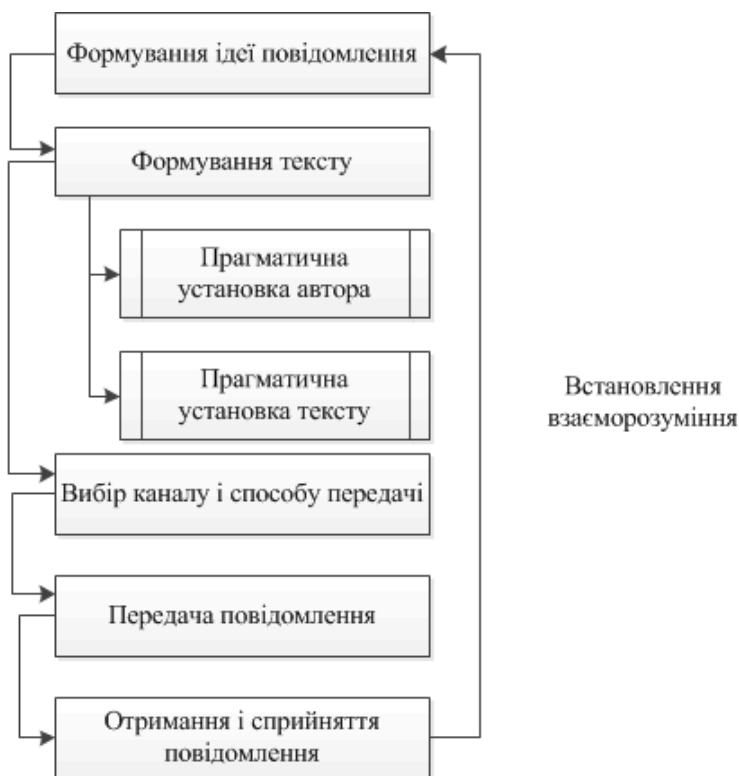 Формування ідеї повідомлення
Формування тексту
Прагматична
установка автора
Прагматична
установка тексту
Встановлення
взаєморозуміння
Вибір каналу і способу передачі
Передача повідомлення
Отримання і сприйняття
повідомлення